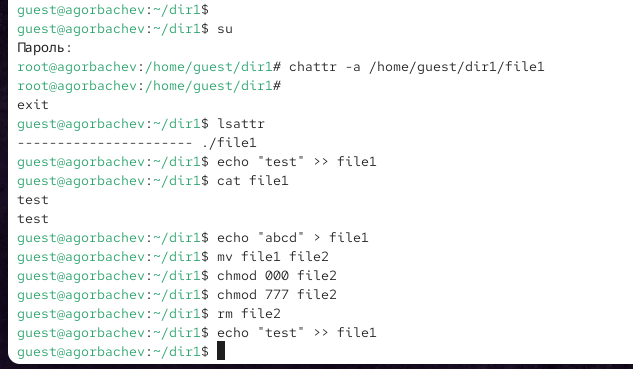 guest@agorbachev:~/dir1$
guest@agorbachev:~/dir1$ su
Пароль:
root@agorbachev:/home/guest/dir1# chattr -a /home/guest/dir1/file1
root@agorbachev:/home/guest/dir1#
exit
guest@agorbachev:~/dir1$ lsattr
---------------------- ./file1
guest@agorbachev:~/dir1$ echo "test" >> file1
guest@agorbachev:~/dir1$ cat file1
test
test
guest@agorbachev:~/dir1$ echo "abcd" > file1
guest@agorbachev:~/dir1$ mv file1 file2
guest@agorbachev:~/dir1$ chmod 000 file2
guest@agorbachev:~/dir1$ chmod 777 file2
guest@agorbachev:~/dir1$ rm file2
guest@agorbachev:~/dir1$ echo "test" >> file1
guest@agorbachev:~/dir1$